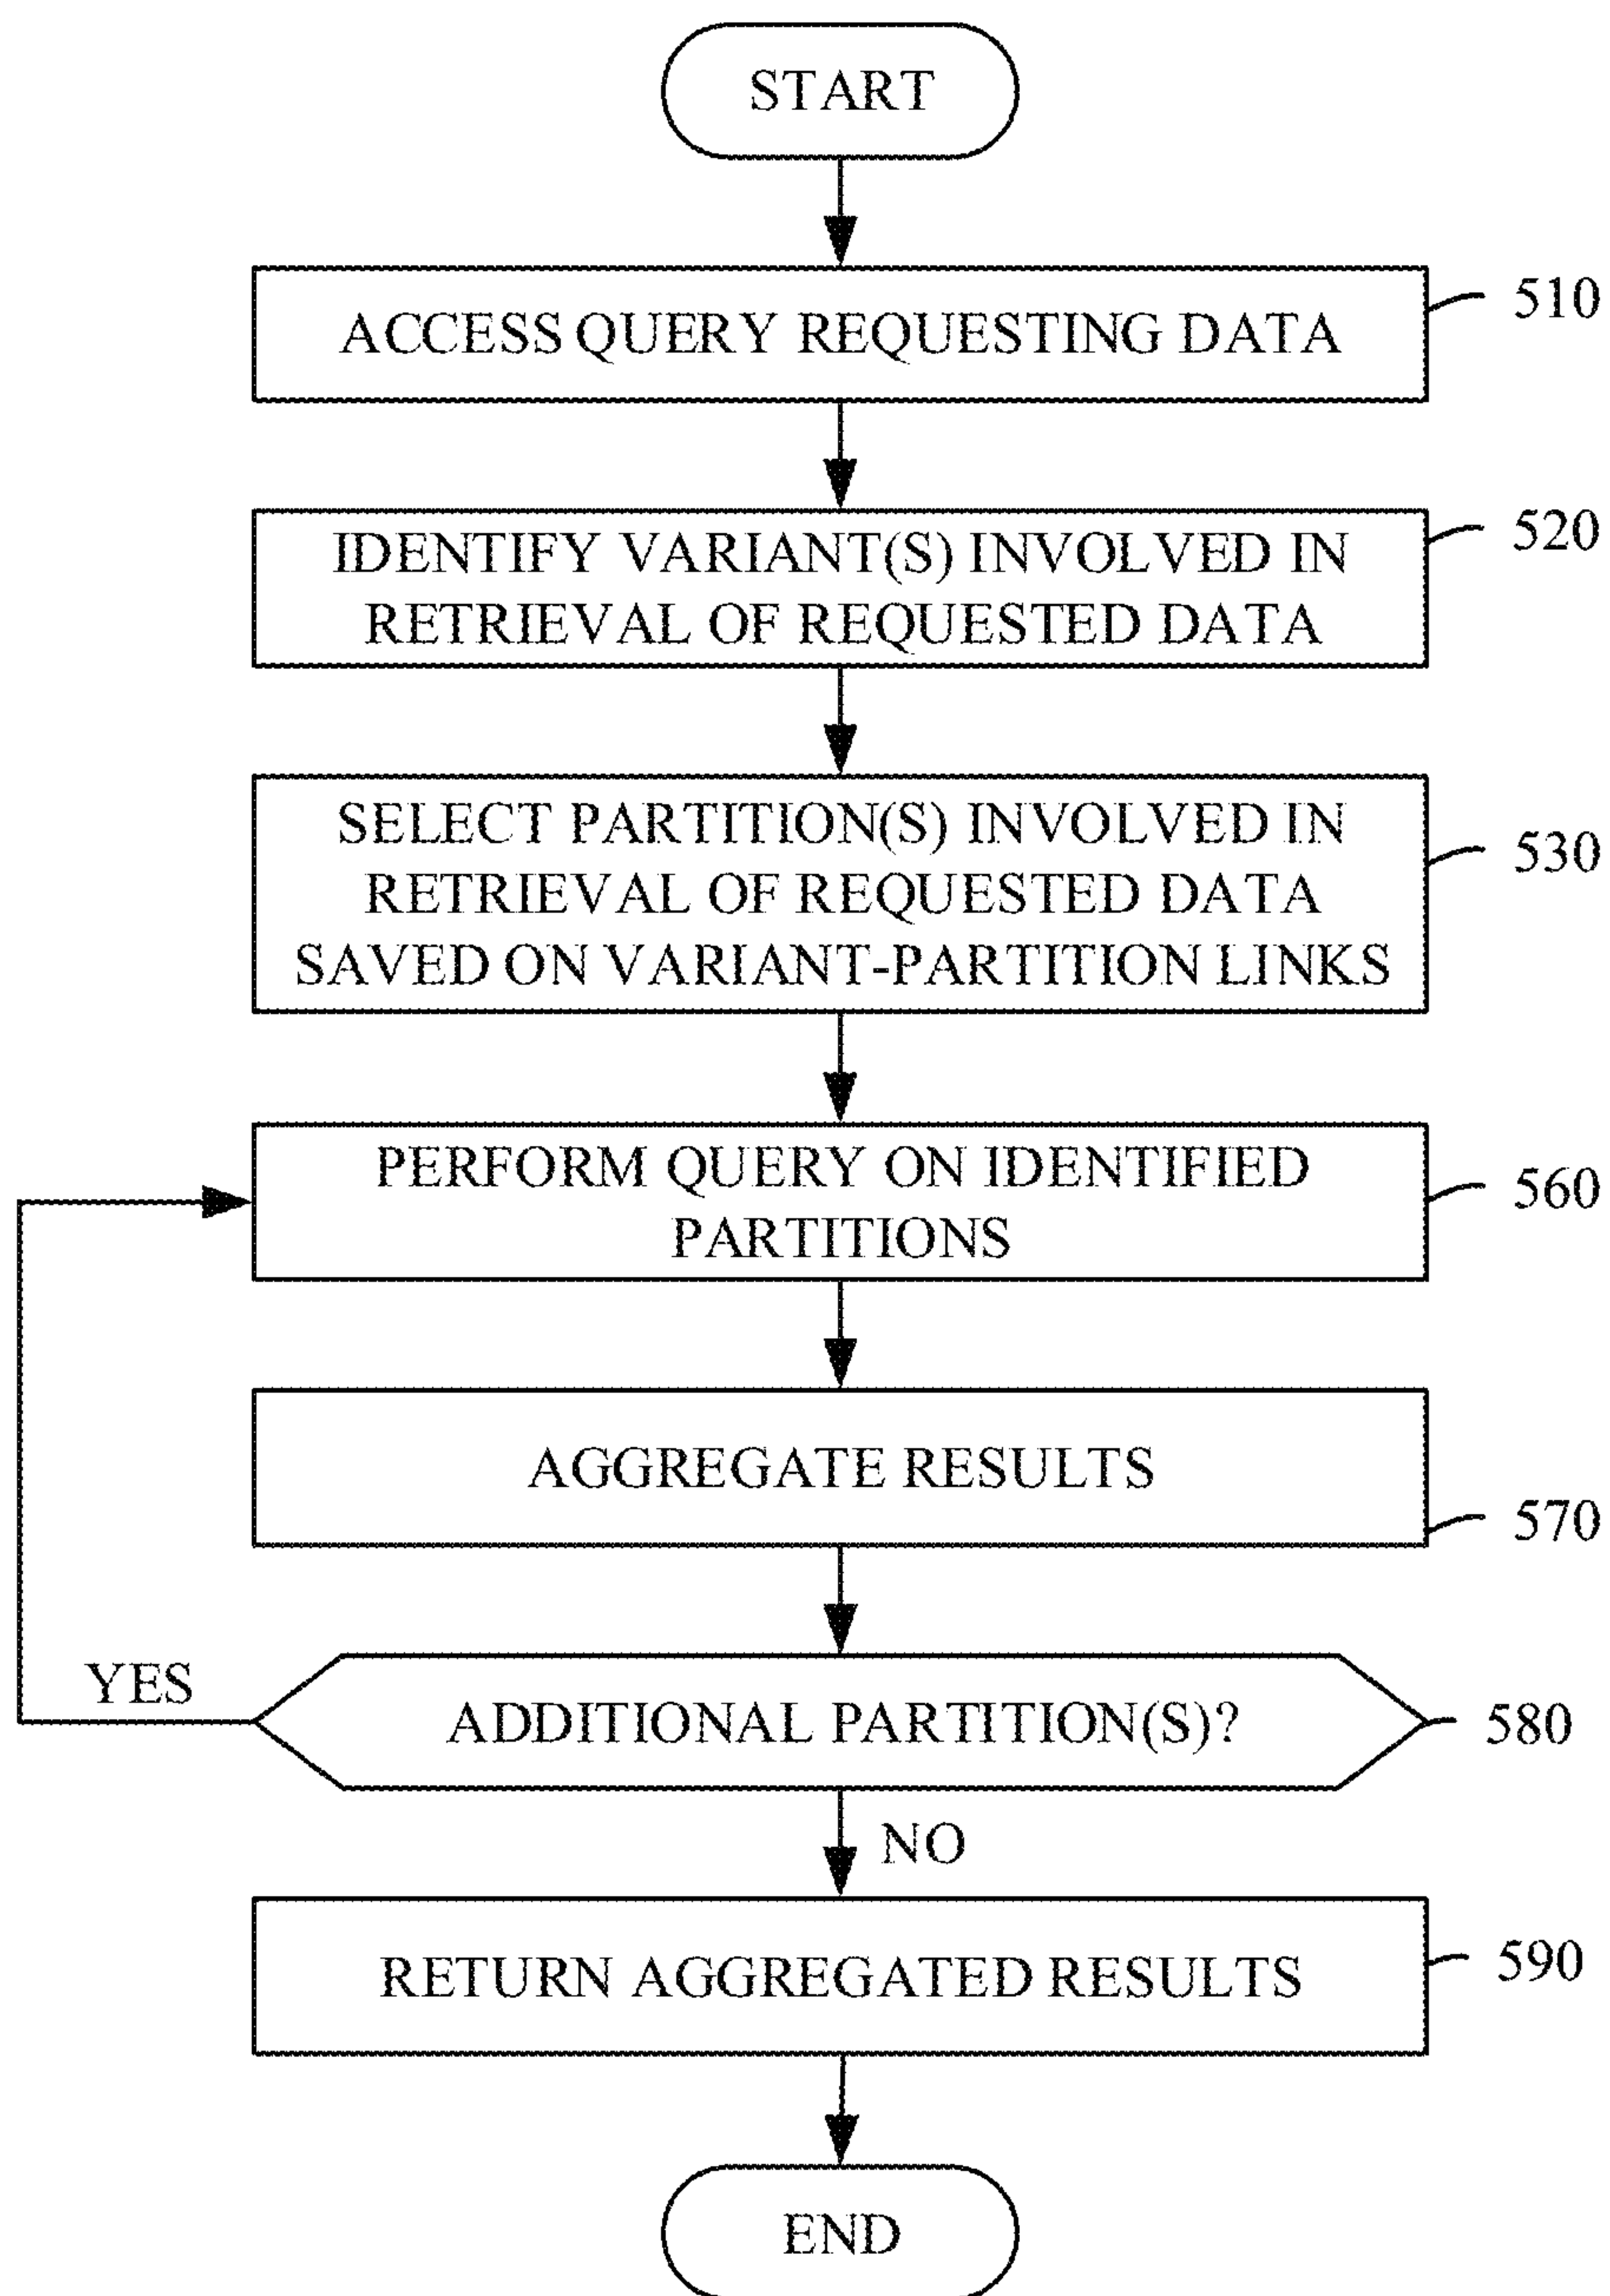 START
ACCESS QUERY REQUESTING DATA
510
IDENTIFY VARIANT(S) INVOLVED IN
RETRIEVAL OF REQUESTED DATA
520
SELECT PARTITION(S) INVOLVED IN
RETRIEVAL OF REQUESTED DATA
SAVED ON VARIANT-PARTITION LINKS
530
PERFORM QUERY ON IDENTIFIED
PARTITIONS
560
AGGREGATE RESULTS
570
YES
ADDITIONAL PARTITION(S)?
580
NO
RETURN AGGREGATED RESULTS
590
END